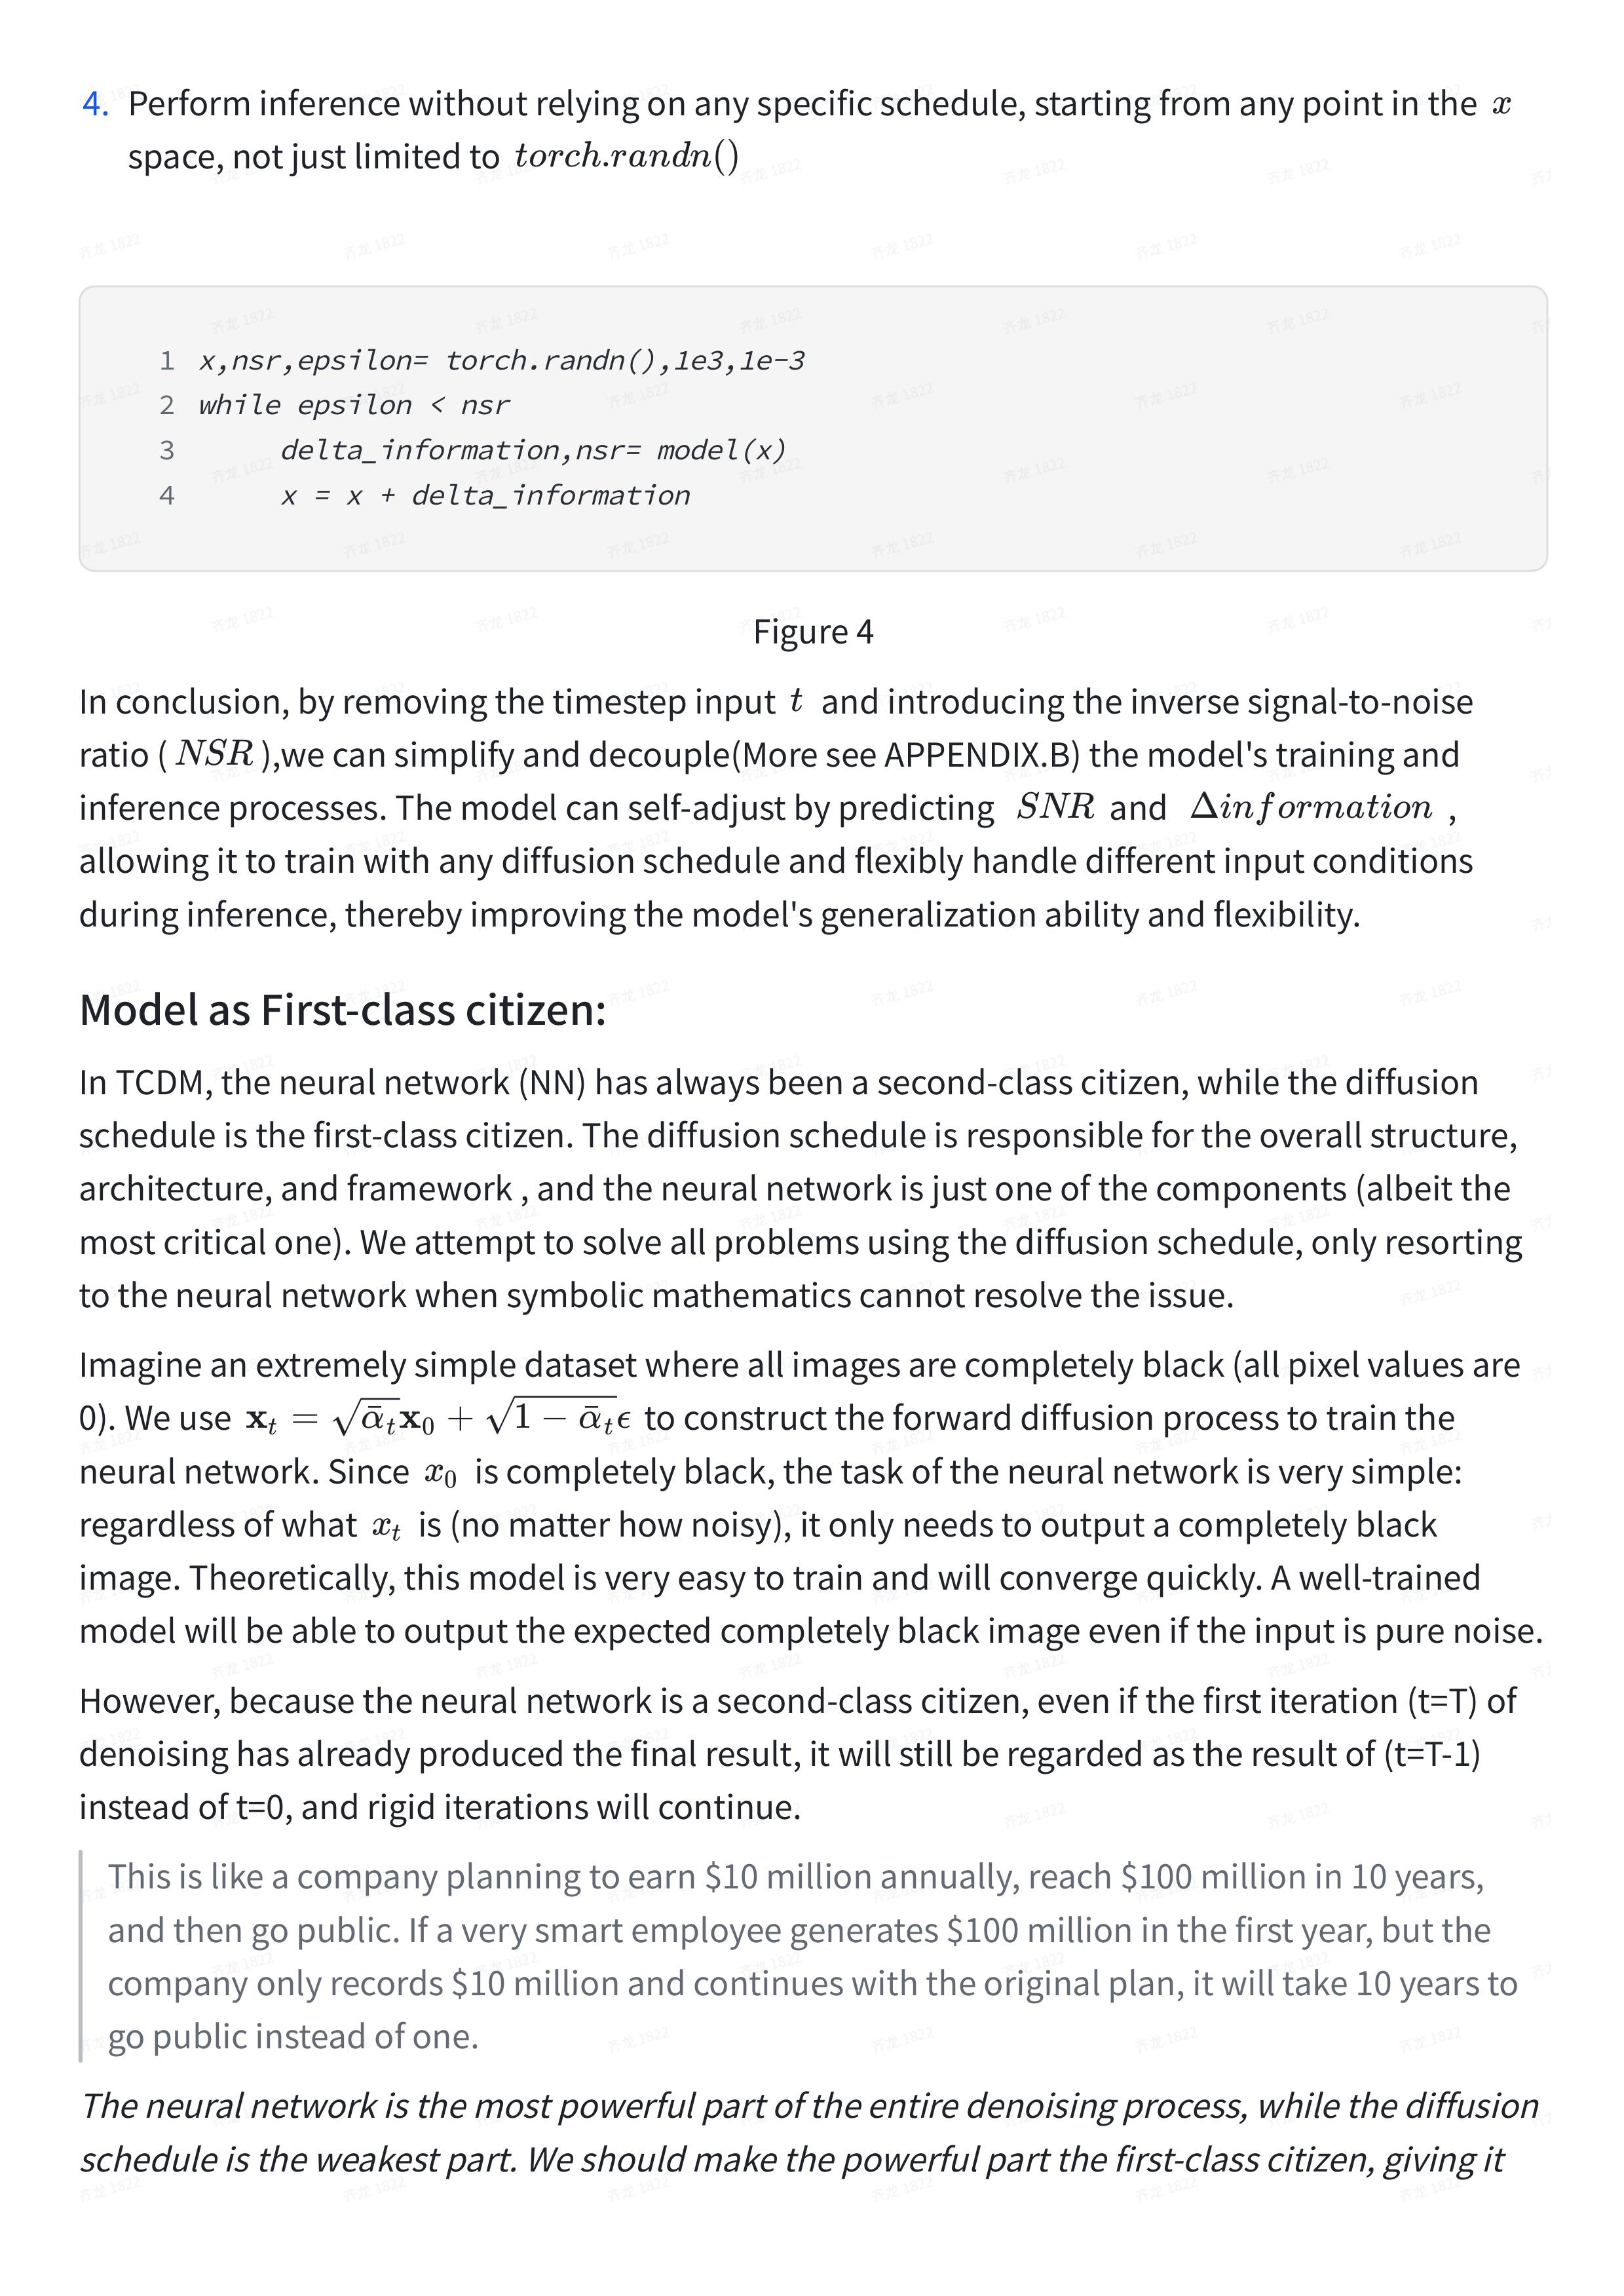 4. Perform inference without relying on any specific schedule, starting from any point in the x
space, not just limited to torch.randn()
1 x,nsr,epsilon= torch.randn(),1e3,1e-3
2 while epsilon < nsr
3 delta_information,nsr= model(x)
4 x = x + delta_information
Figure 4
In conclusion, by removing the timestep input t and introducing the inverse signal-to-noise
ratio ( NSR ),we can simplify and decouple(More see APPENDIX.B) the model's training and
inference processes. The model can self-adjust by predicting SNR and Δinformation ,
allowing it to train with any diffusion schedule and flexibly handle different input conditions
during inference, thereby improving the model's generalization ability and flexibility.
Model as First-class citizen:
In TCDM, the neural network (NN) has always been a second-class citizen, while the diffusion
schedule is the first-class citizen. The diffusion schedule is responsible for the overall structure,
architecture, and framework , and the neural network is just one of the components (albeit the
most critical one). We attempt to solve all problems using the diffusion schedule, only resorting
to the neural network when symbolic mathematics cannot resolve the issue.
Imagine an extremely simple dataset where all images are completely black (all pixel values are
0). We use x_t = √ᾱ_t x_0 + √(1 − ᾱ_t) ϵ to construct the forward diffusion process to train the
neural network. Since x_0 is completely black, the task of the neural network is very simple:
regardless of what x_t is (no matter how noisy), it only needs to output a completely black
image. Theoretically, this model is very easy to train and will converge quickly. A well-trained
model will be able to output the expected completely black image even if the input is pure noise.
However, because the neural network is a second-class citizen, even if the first iteration (t=T) of
denoising has already produced the final result, it will still be regarded as the result of (t=T-1)
instead of t=0, and rigid iterations will continue.
This is like a company planning to earn $10 million annually, reach $100 million in 10 years,
and then go public. If a very smart employee generates $100 million in the first year, but the
company only records $10 million and continues with the original plan, it will take 10 years to
go public instead of one.
The neural network is the most powerful part of the entire denoising process, while the diffusion
schedule is the weakest part. We should make the powerful part the first-class citizen, giving it
齐龙 1822